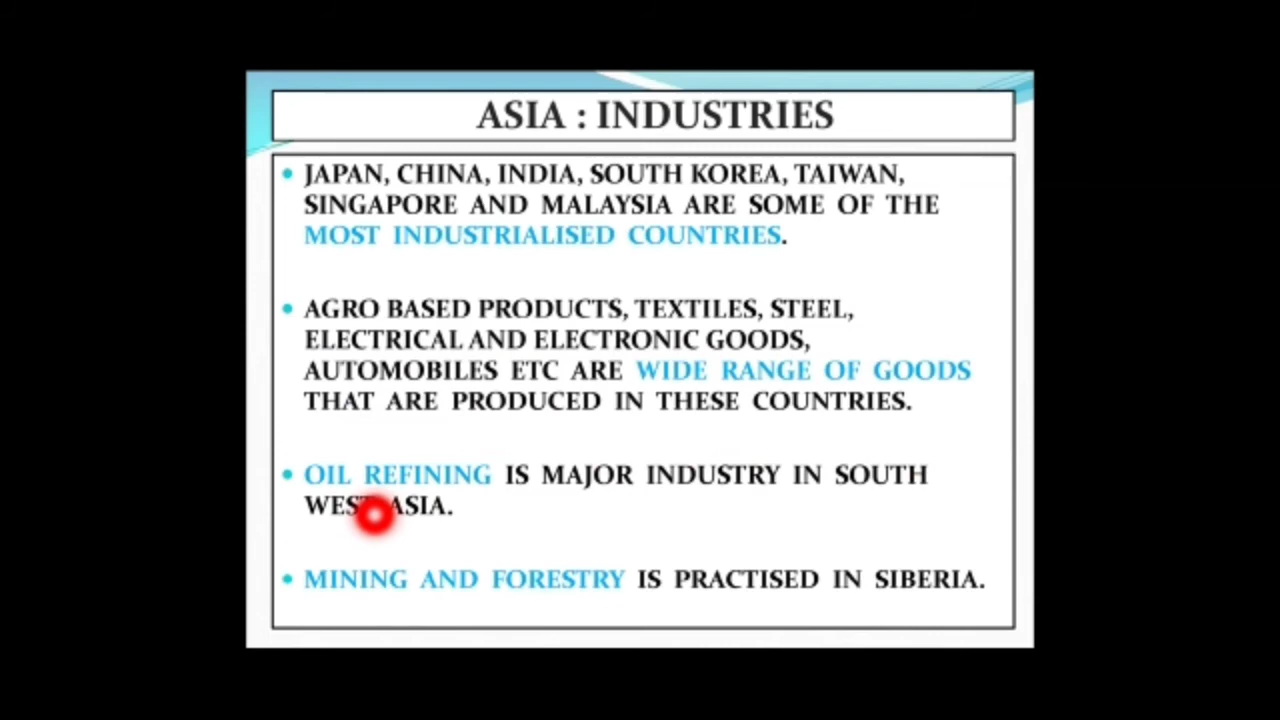 ASIA : INDUSTRIES
JAPAN, CHINA, INDIA, SOUTH KOREA, TAIWAN,
SINGAPORE AND MALAYSIA ARE SOME OF THE
MOST INDUSTRIALISED COUNTRIES.
AGRO BASED PRODUCTS, TEXTILES, STEEL,
ELECTRICAL AND ELECTRONIC GOODS,
AUTOMOBILES ETC ARE WIDE RANGE OF GOODS
THAT ARE PRODUCED IN THESE COUNTRIES.
OIL REFINING IS MAJOR INDUSTRY IN SOUTH
WEST ASIA.
MINING AND FORESTRY IS PRACTISED IN SIBERIA.